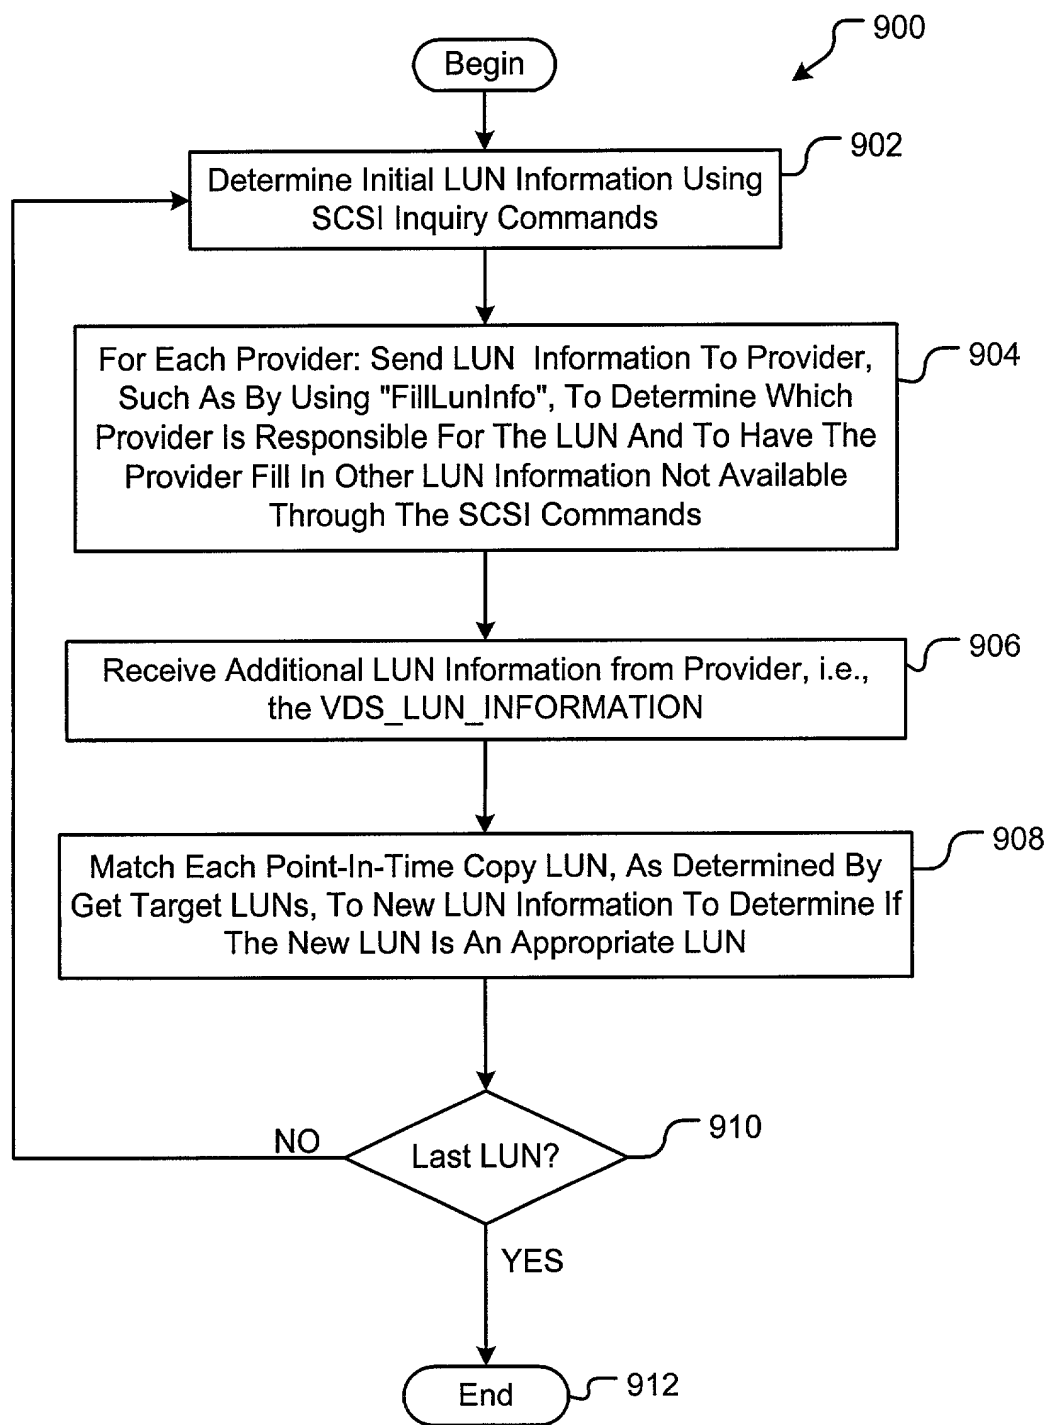 900
Begin
902
Determine Initial LUN Information Using
SCSI Inquiry Commands
904
For Each Provider: Send LUN Information To Provider,
Such As By Using "FillLunInfo", To Determine Which
Provider Is Responsible For The LUN And To Have The
Provider Fill In Other LUN Information Not Available
Through The SCSI Commands
906
Receive Additional LUN Information from Provider, i.e.,
the VDS_LUN_INFORMATION
908
Match Each Point-In-Time Copy LUN, As Determined By
Get Target LUNs, To New LUN Information To Determine If
The New LUN Is An Appropriate LUN
910
NO
Last LUN?
YES
End
912